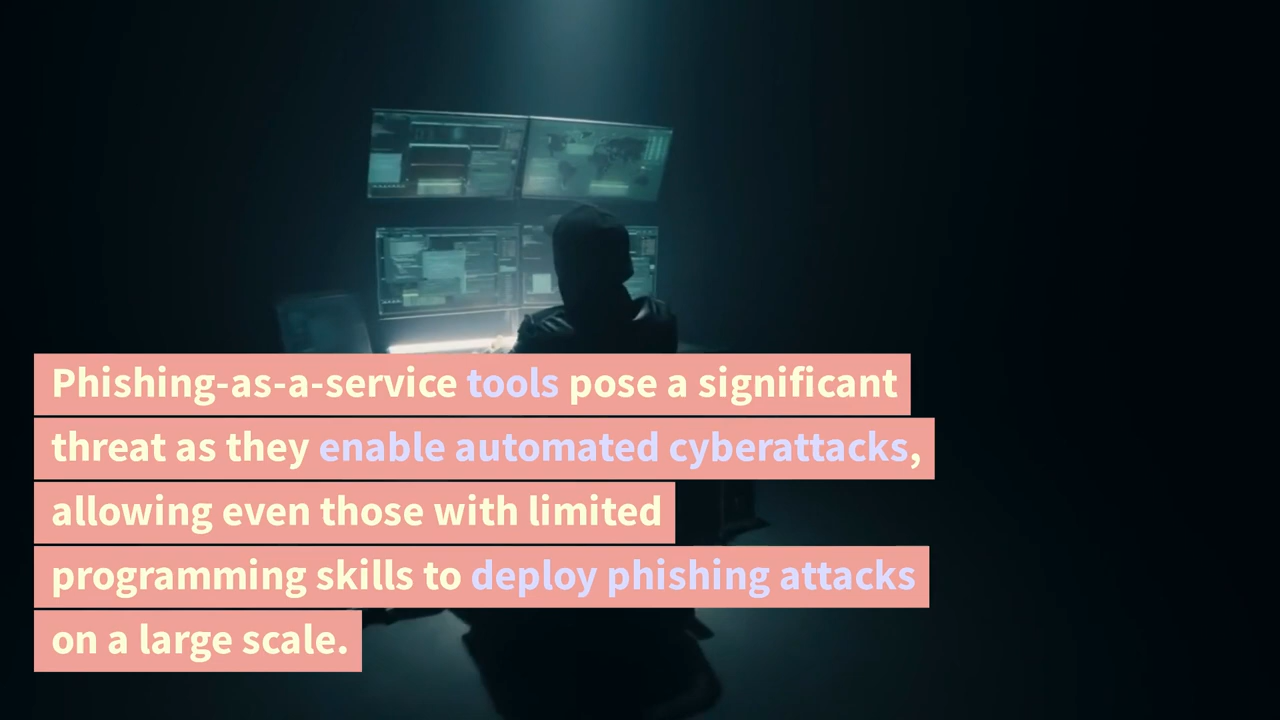 Phishing-as-a-service tools pose a significant
threat as they enable automated cyberattacks,
allowing even those with limited
programming skills to deploy phishing attacks
on a large scale.